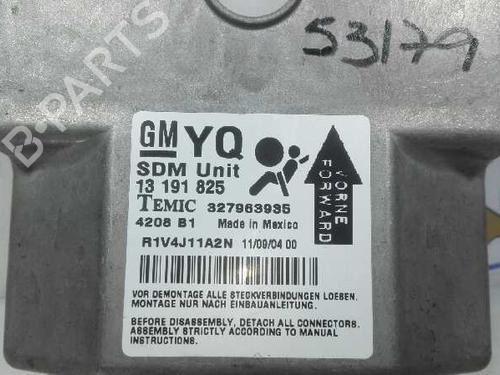 53179
GM YQ
SDM Unit
13 191 825
TEMIC 327963935
4208 B1 Made in Mexico
R1V4J11A2N 11/09/04 00
VORNE
FORWARD
VOR DEMONTAGE ALLE STECKVERBINDUNGEN LOESEN.
MONTAGE NUR NACH EINBAUANLEITUNG.
BEFORE DISASSEMBLY, DETACH ALL CONNECTORS.
ASSEMBLY STRICTLY ACCORDING TO MANUAL
INSTRUCTIONS.